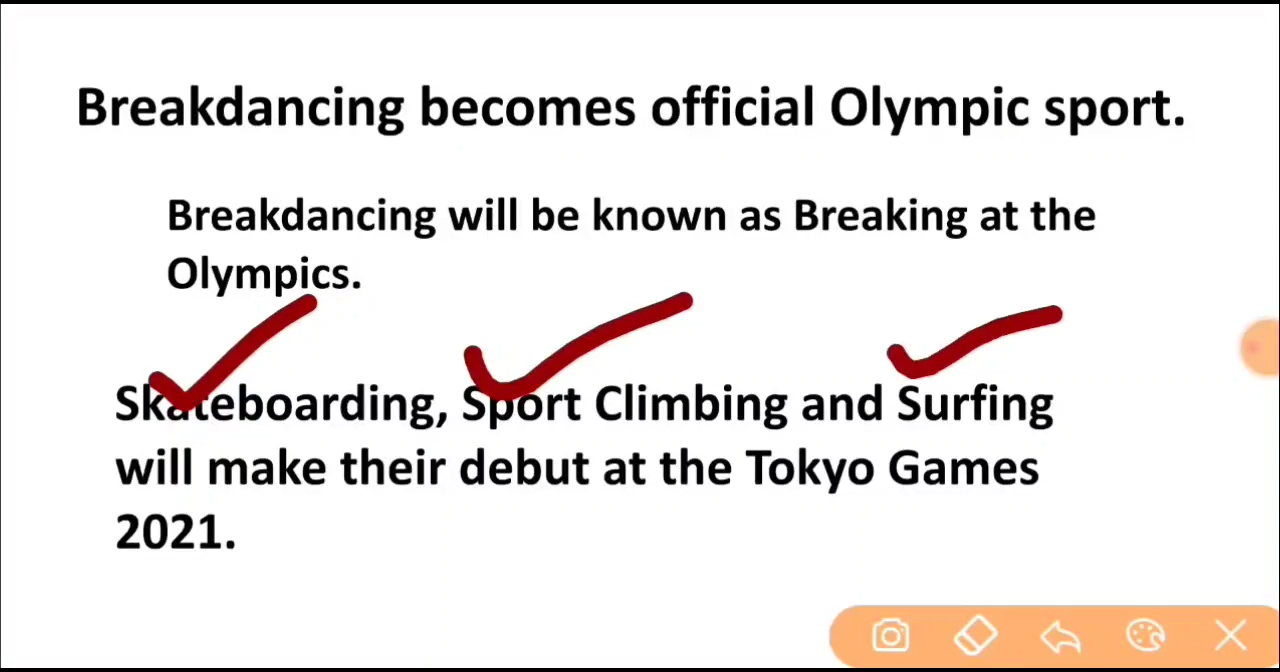 Breakdancing becomes official Olympic sport.
Breakdancing will be known as Breaking at the
Olympics.
Skateboarding, Sport Climbing and Surfing
will make their debut at the Tokyo Games
2021.